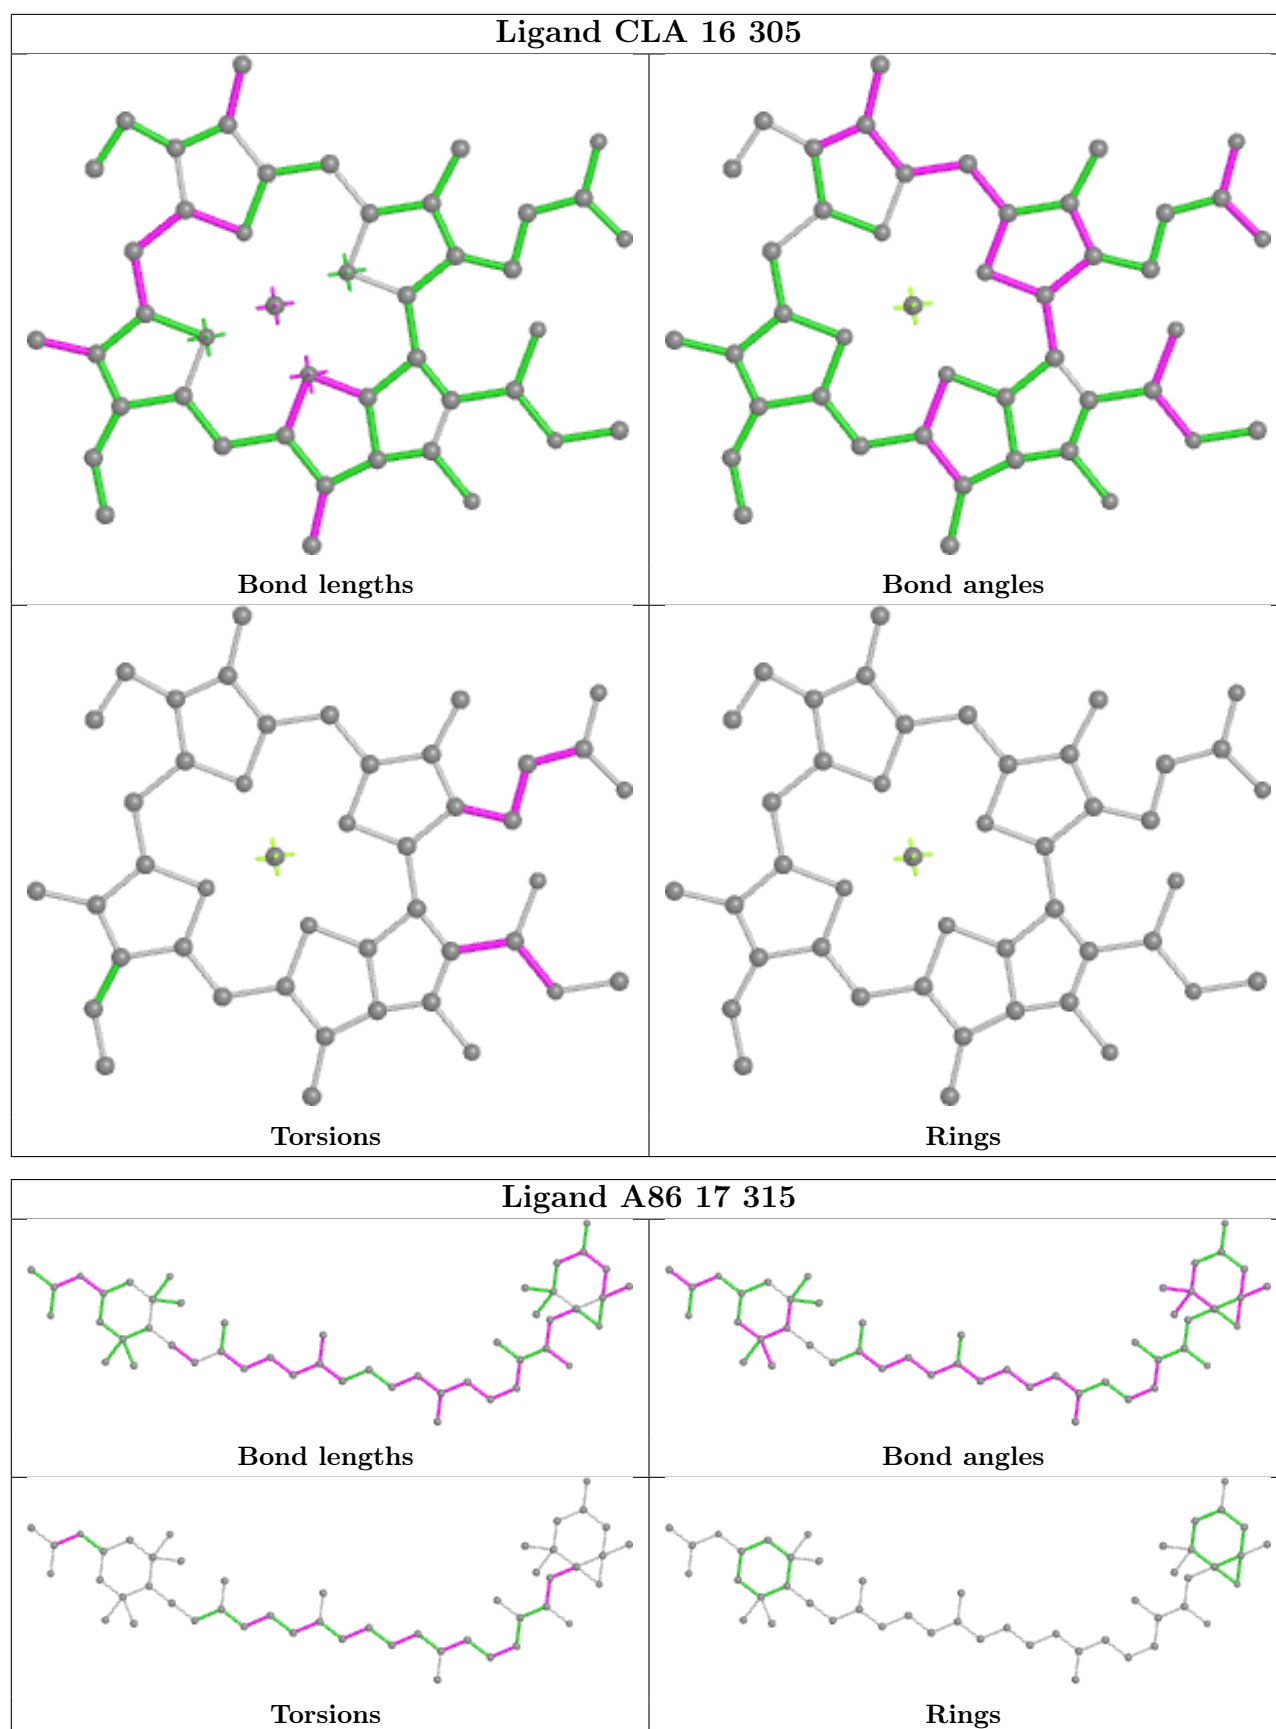 Ligand CLA 16 305
Bond lengths
Bond angles
Torsions
Rings
Ligand A86 17 315
Bond lengths
Bond angles
Torsions
Rings